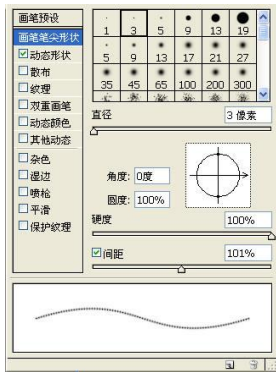 画笔预设
画笔笔尖形状
动态形状
散布
纹理
双重画笔
动态颜色
其他动态
杂色
湿边
喷枪
平滑
保护纹理
1 3 5 9 13 19
5 9 13 17 21 27
35 45 65 100 200 300
直径 3 像素
角度: 0度
圆度: 100%
硬度 100%
间距 101%